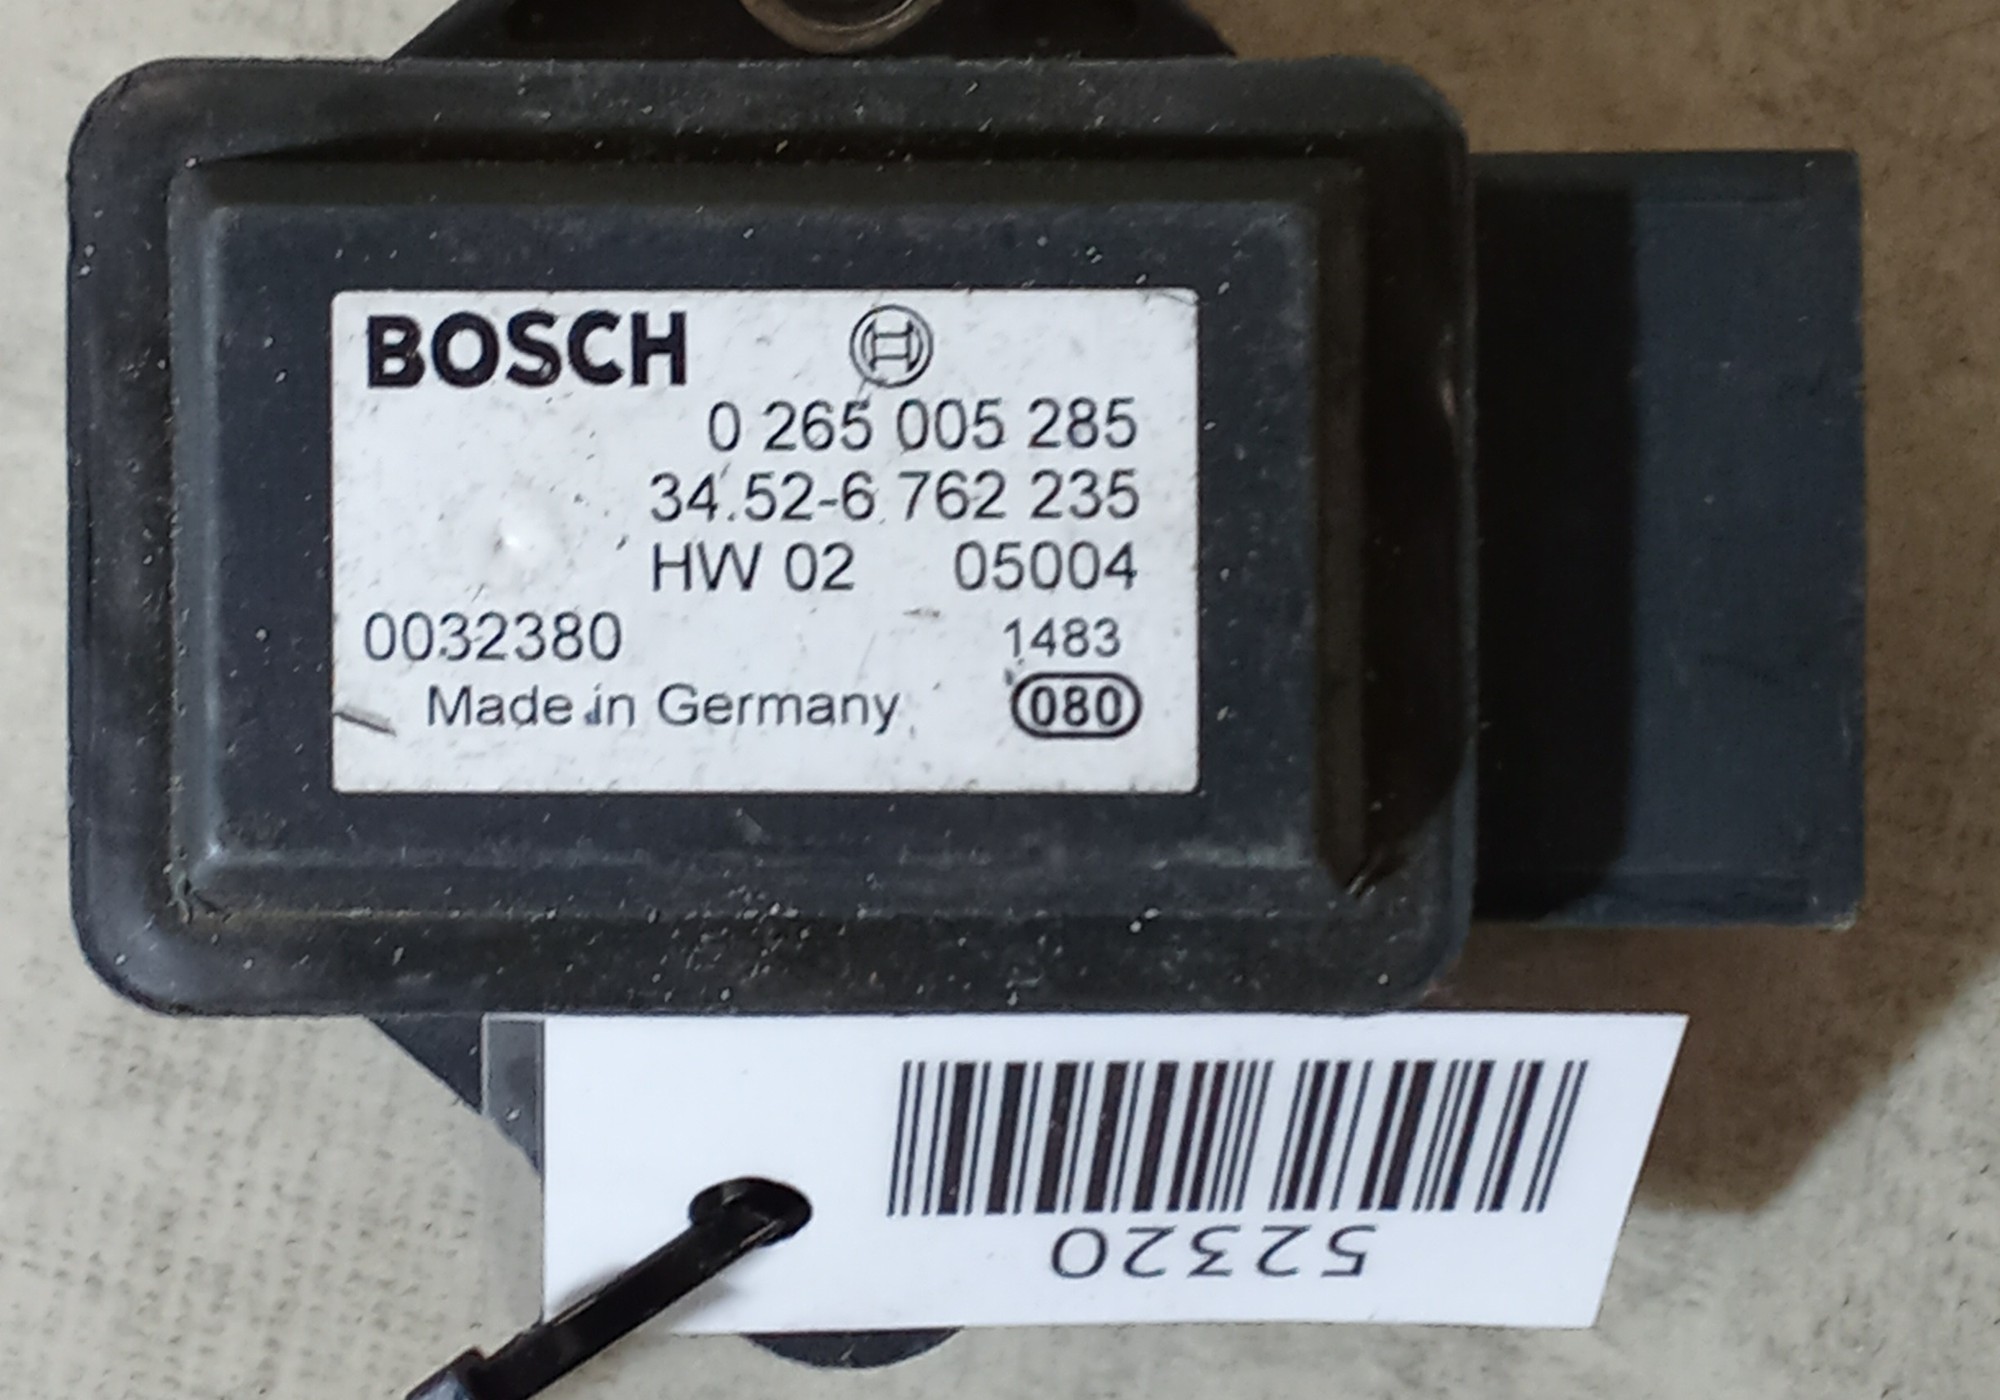 BOSCH
0 265 005 285
34.52-6 762 235
HW 02 05004
0032380 1483
Made in Germany 080
52320